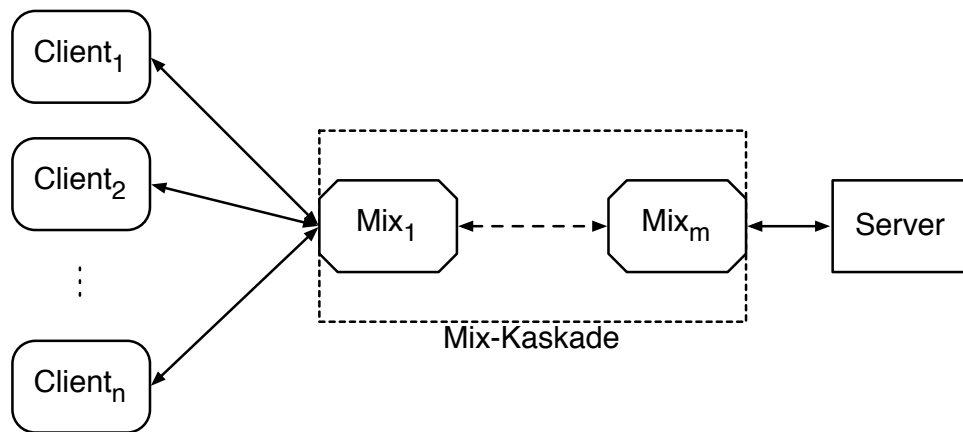 Client₁
Client₂
⋮
Clientₙ
Mix₁
Mixₘ
Server
Mix-Kaskade